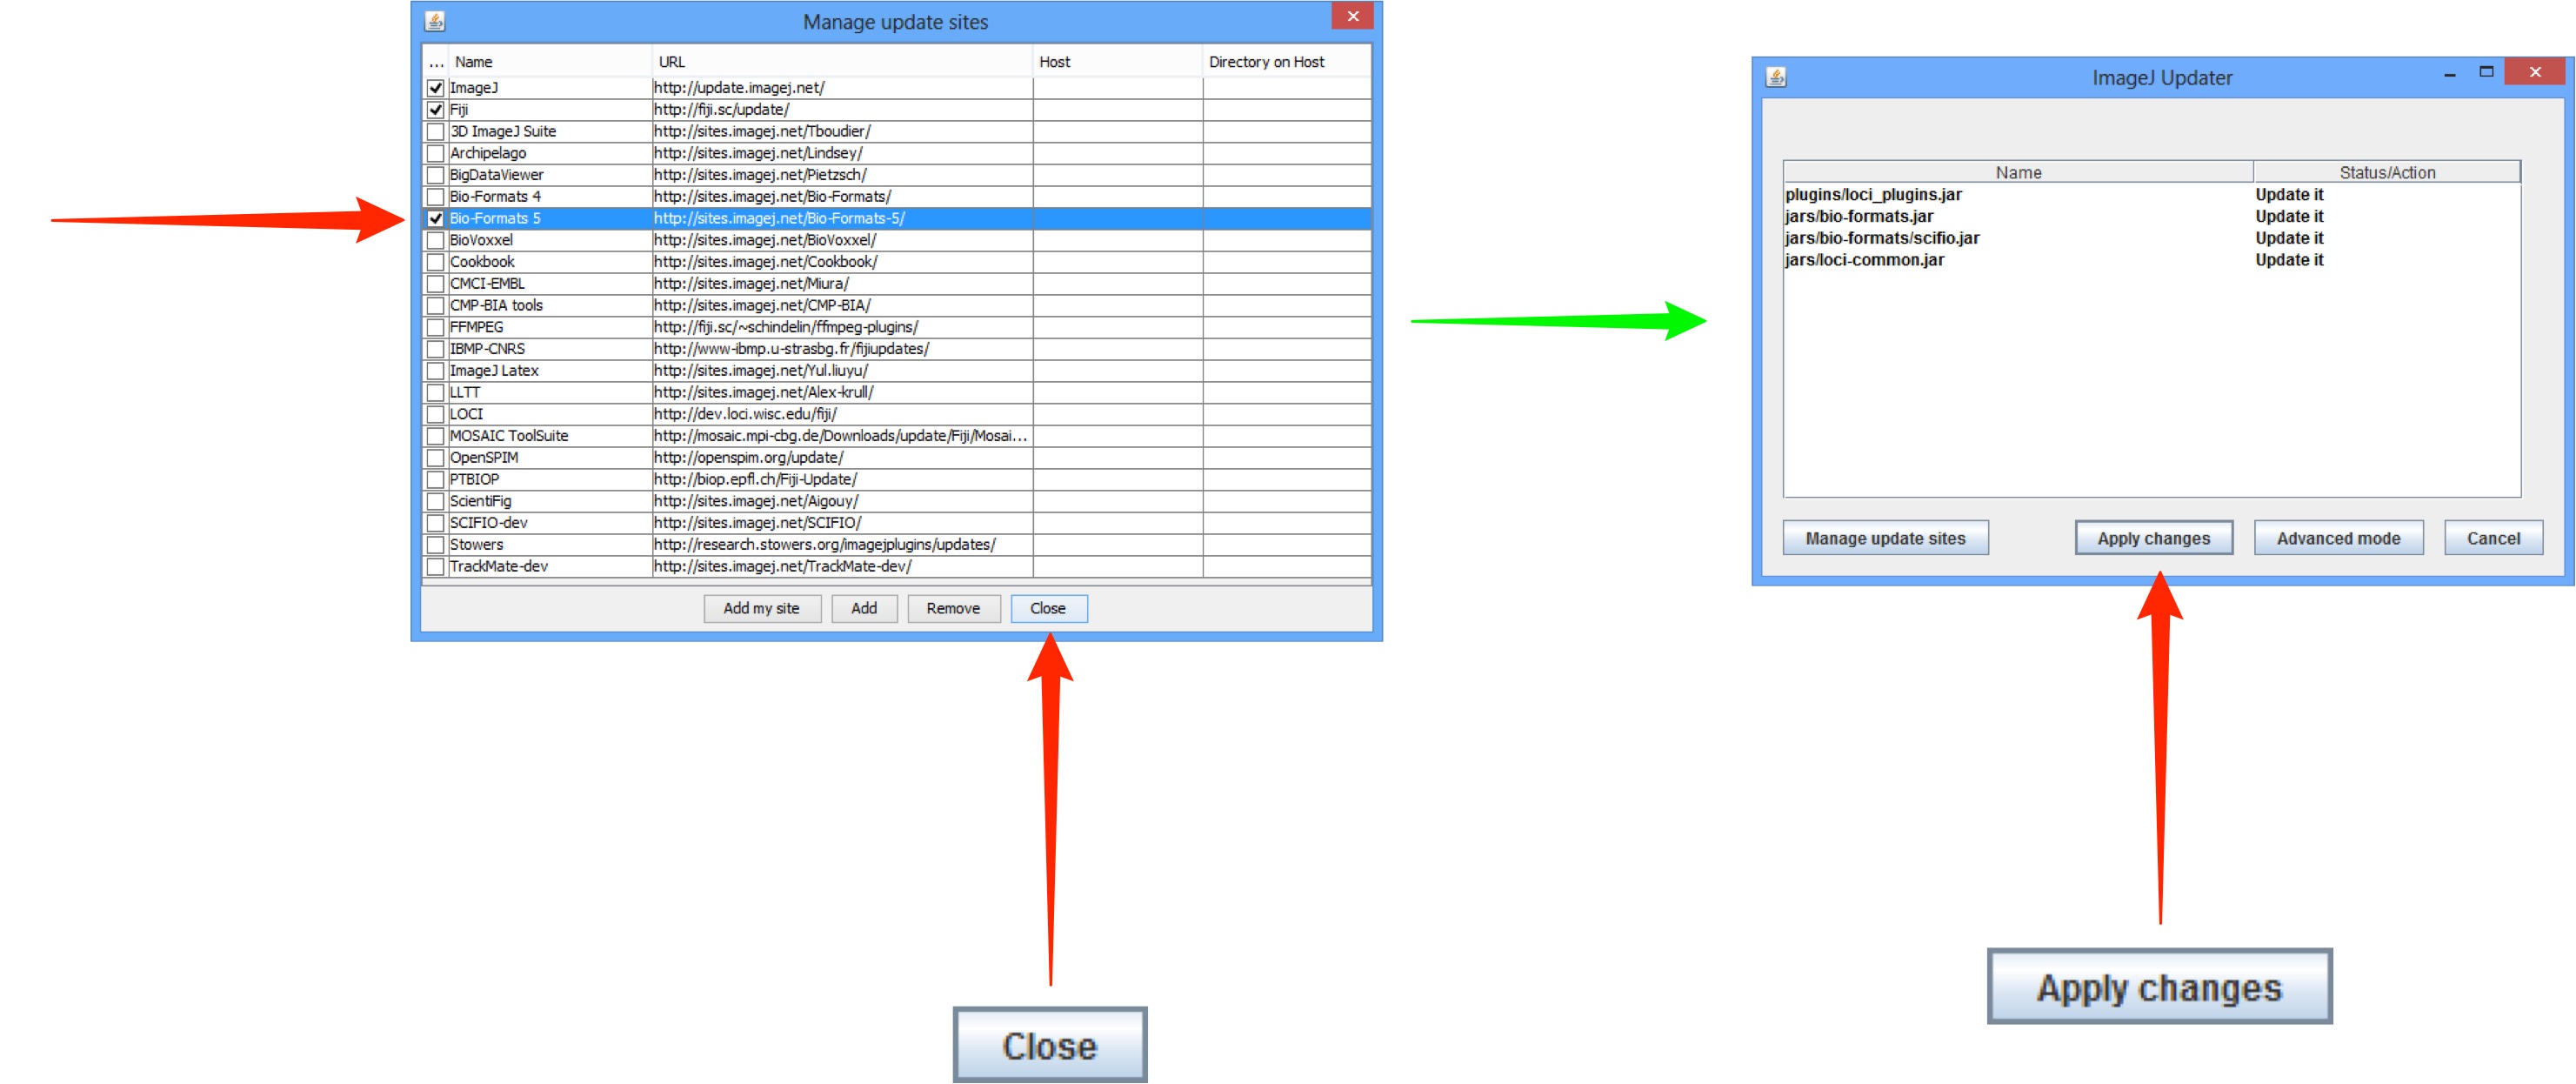 Manage update sites
... Name URL Host Directory on Host
ImageJ http://update.imagej.net/
Fiji http://fiji.sc/update/
3D ImageJ Suite http://sites.imagej.net/Tboudier/
Archipelago http://sites.imagej.net/Lindsey/
BigDataViewer http://sites.imagej.net/Pietzsch/
Bio-Formats 4 http://sites.imagej.net/Bio-Formats/
Bio-Formats 5 http://sites.imagej.net/Bio-Formats-5/
BioVoxxel http://sites.imagej.net/BioVoxxel/
Cookbook http://sites.imagej.net/Cookbook/
CMCI-EMBL http://sites.imagej.net/Miura/
CMP-BIA tools http://sites.imagej.net/CMP-BIA/
FFMPEG http://fiji.sc/~schindelin/ffmpeg-plugins/
IBMP-CNRS http://www-ibmp.u-strasbg.fr/fijiupdates/
ImageJ Latex http://sites.imagej.net/Yul.liuyu/
LLTT http://sites.imagej.net/Alex-krull/
LOCI http://dev.loci.wisc.edu/fiji/
MOSAIC ToolSuite http://mosaic.mpi-cbg.de/Downloads/update/Fiji/Mosai...
OpenSPIM http://openspim.org/update/
PTBIOP http://biop.epfl.ch/Fiji-Update/
ScientiFig http://sites.imagej.net/Aigouy/
SCIFIO-dev http://sites.imagej.net/SCIFIO/
Stowers http://research.stowers.org/imagejplugins/updates/
TrackMate-dev http://sites.imagej.net/TrackMate-dev/
Add my site Add Remove Close
Close
ImageJ Updater
Name Status/Action
plugins/loci_plugins.jar Update it
jars/bio-formats.jar Update it
jars/bio-formats/scifio.jar Update it
jars/loci-common.jar Update it
Manage update sites Apply changes Advanced mode Cancel
Apply changes